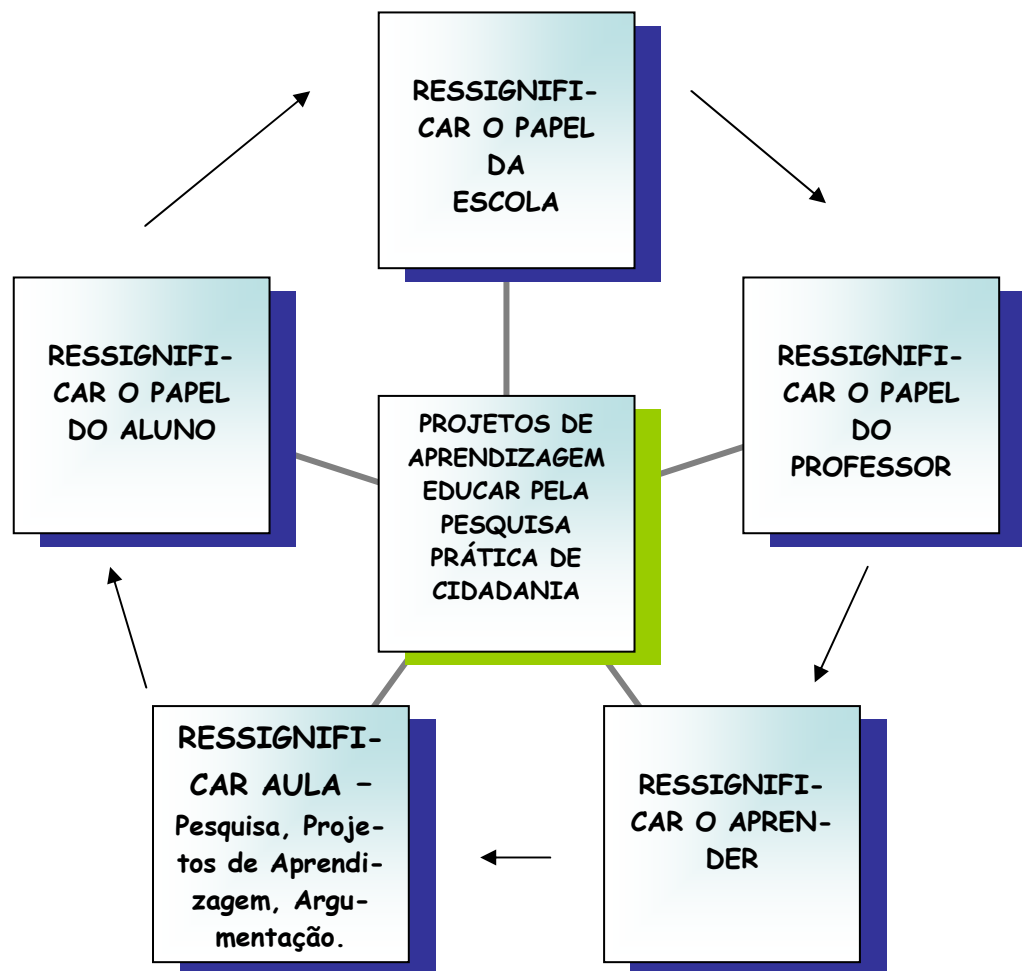 RESSIGNIFI-
CAR O PAPEL
DA
ESCOLA
RESSIGNIFI-
CAR O PAPEL
DO ALUNO
RESSIGNIFI-
CAR O PAPEL
DO
PROFESSOR
PROJETOS DE
APRENDIZAGEM
EDUCAR PELA
PESQUISA
PRÁTICA DE
CIDADANIA
RESSIGNIFI-
CAR AULA –
Pesquisa, Proje-
tos de Aprendi-
zagem, Argu-
mentação.
RESSIGNIFI-
CAR O APREN-
DER